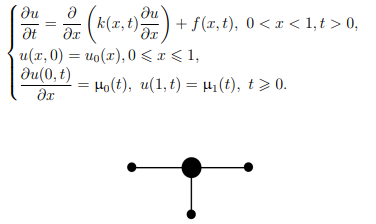 ∂u/∂t = ∂/∂x (k(x,t) ∂u/∂x) + f(x,t), 0 < x < 1, t > 0,
u(x,0) = u₀(x), 0 ⩽ x ⩽ 1,
∂u(0,t)/∂x = μ₀(t), u(1,t) = μ₁(t), t ⩾ 0.